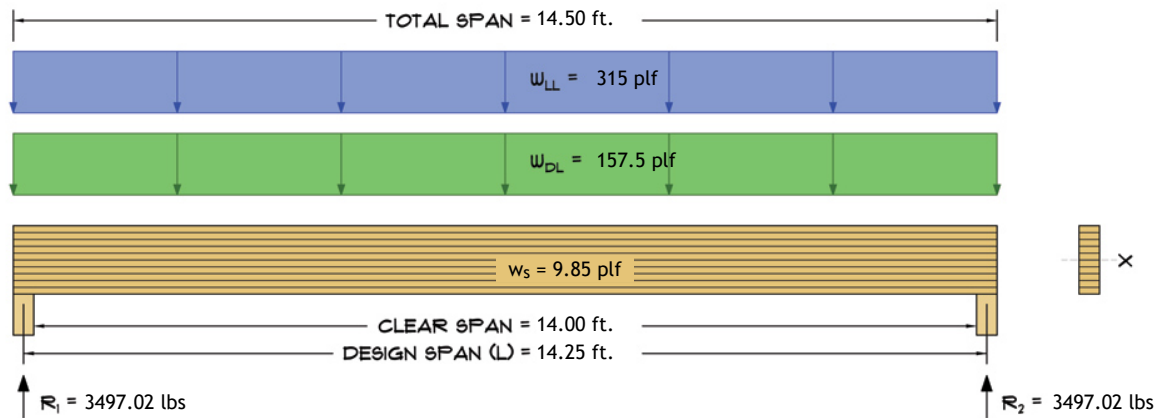 TOTAL SPAN = 14.50 ft.
WLL = 315 plf
WDL = 157.5 plf
ws = 9.85 plf
X
CLEAR SPAN = 14.00 ft.
DESIGN SPAN (L) = 14.25 ft.
R1 = 3497.02 lbs
R2 = 3497.02 lbs